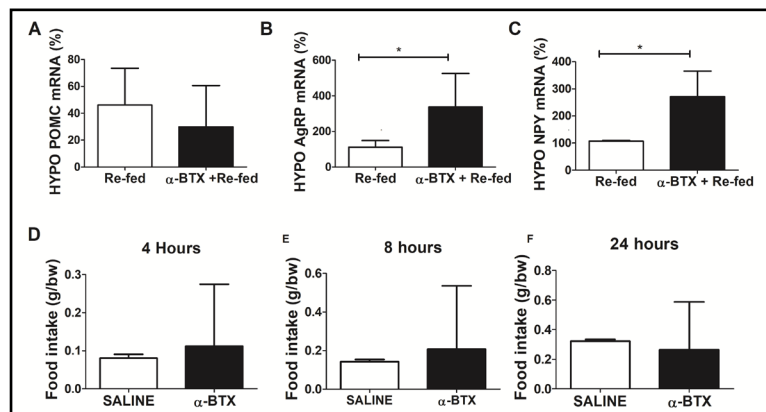 A
HYPO POMC mRNA (%)
80
60
40
20
0
Re-fed
α-BTX +Re-fed
B
HYPO AgRP mRNA (%)
600
400
200
0
*
Re-fed
α-BTX + Re-fed
C
HYPO NPY mRNA (%)
400
300
200
100
0
*
Re-fed
α-BTX + Re-fed
D
4 Hours
Food intake (g/bw)
0.3
0.2
0.1
0.0
SALINE
α-BTX
E
8 hours
Food intake (g/bw)
0.6
0.4
0.2
0.0
SALINE
α-BTX
F
24 hours
Food intake (g/bw)
0.8
0.6
0.4
0.2
0.0
SALINE
α-BTX